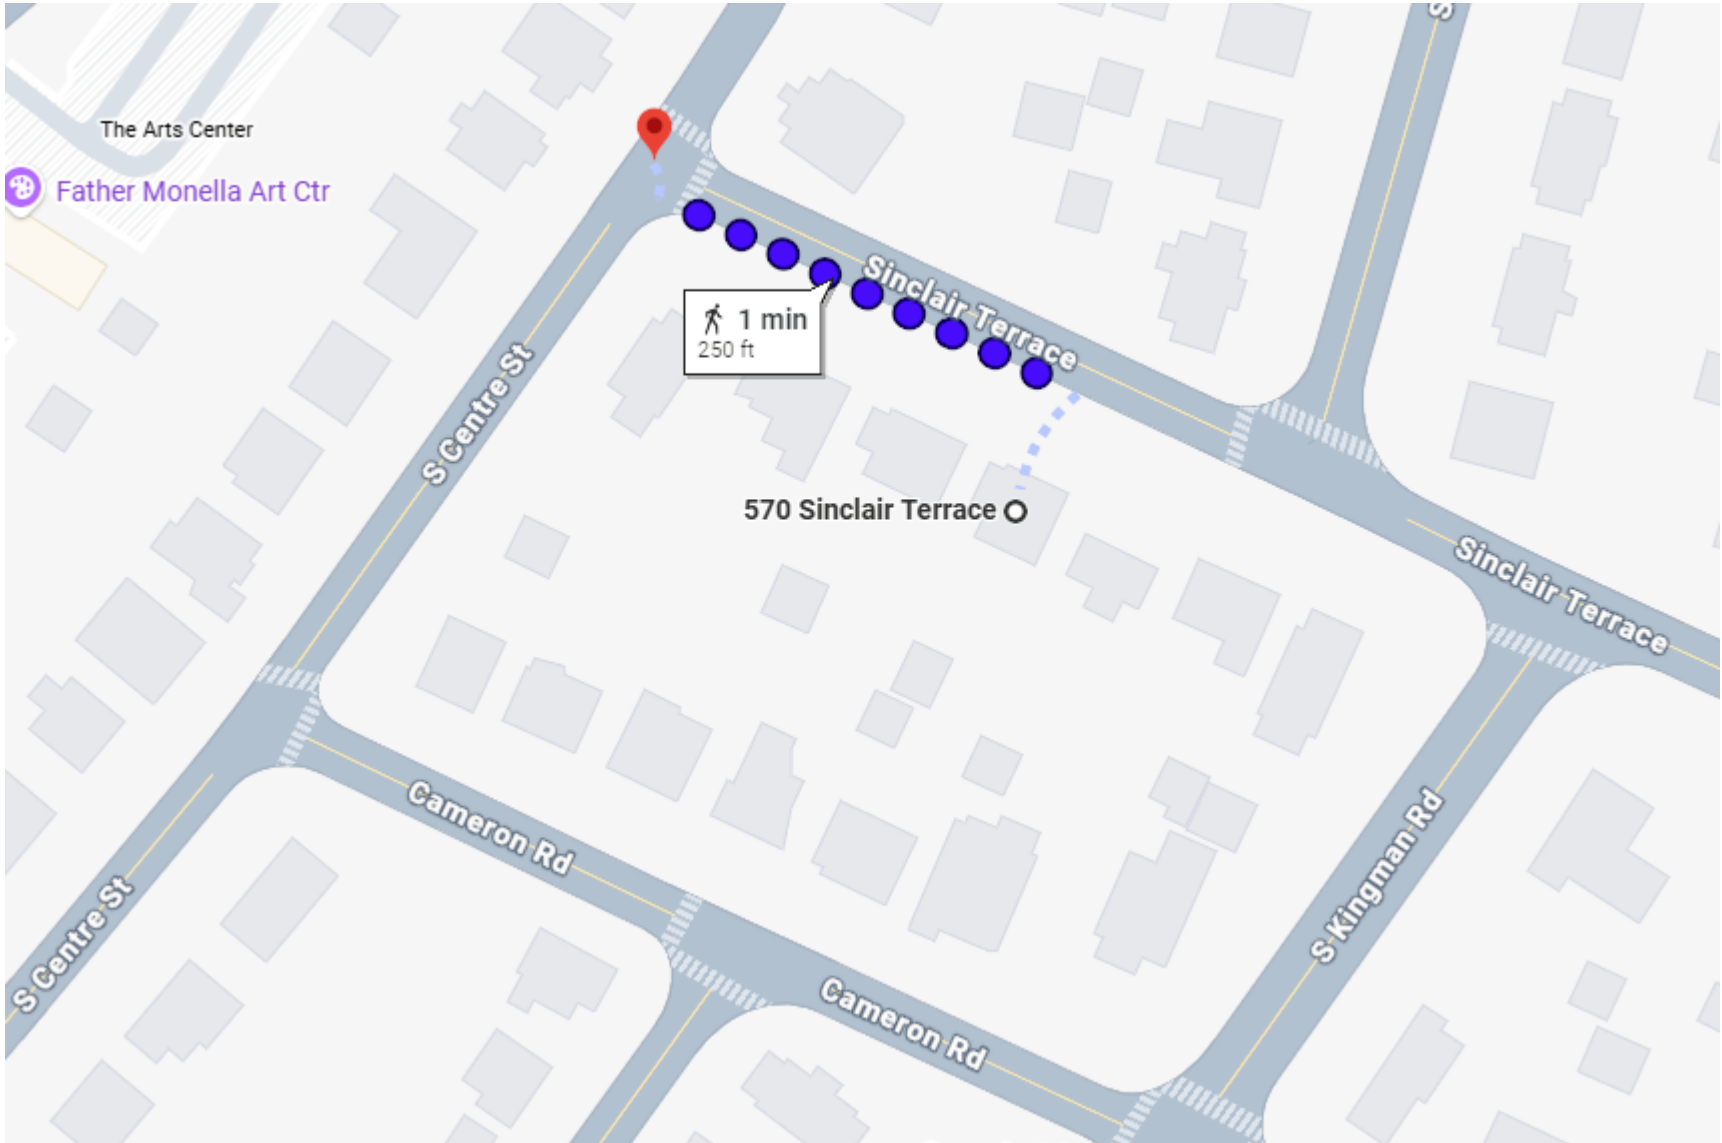 S
The Arts Center
Father Monella Art Ctr
Sinclair Terrace
1 min
250 ft
S Centre St
570 Sinclair Terrace
Sinclair Terrace
Cameron Rd
S Kingman Rd
S Centre St
Cameron Rd